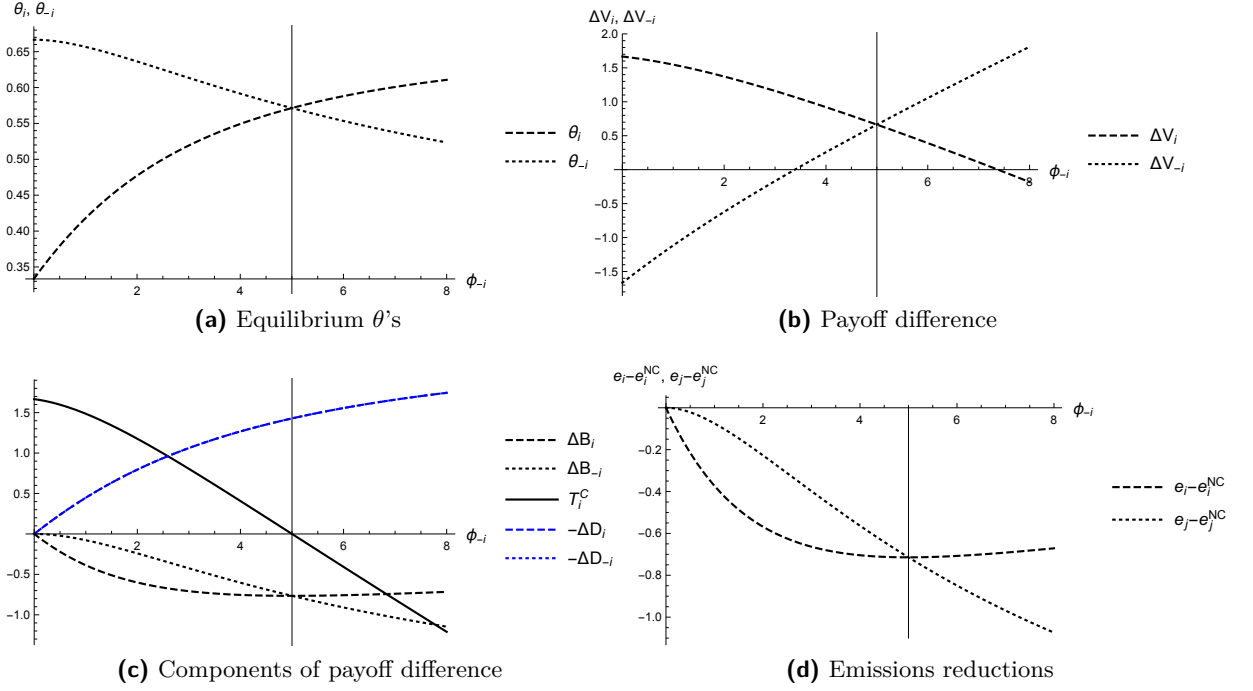 θi, θ-i
0.65
0.60
0.55
0.50
0.45
0.40
0.35
2 4 6 8
ϕ-i
θi
θ-i
(a) Equilibrium θ's
ΔVi, ΔV-i
2.0
1.5
1.0
0.5
-0.5
-1.0
-1.5
2 4 6 8
ϕ-i
ΔVi
ΔV-i
(b) Payoff difference
1.5
1.0
0.5
-0.5
-1.0
2 4 6 8
ϕ-i
ΔBi
ΔB-i
TiC
-ΔDi
-ΔD-i
(c) Components of payoff difference
ei-eiNC, ej-ejNC
2 4 6 8
ϕ-i
-0.2
-0.4
-0.6
-0.8
-1.0
ei-eiNC
ej-ejNC
(d) Emissions reductions